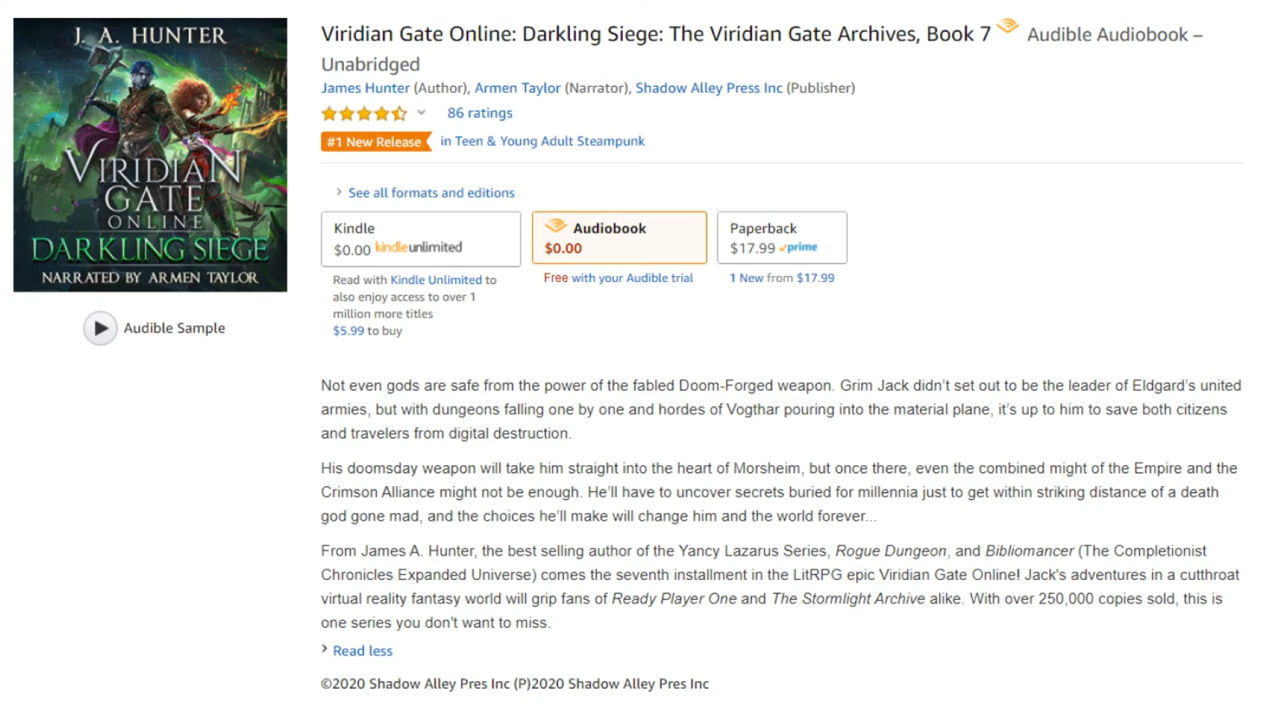 J. A. HUNTER
VIRIDIAN
GATE
ONLINE
DARKLING SIEGE
NARRATED BY ARMEN TAYLOR
Audible Sample
Viridian Gate Online: Darkling Siege: The Viridian Gate Archives, Book 7 Audible Audiobook –
Unabridged
James Hunter (Author), Armen Taylor (Narrator), Shadow Alley Press Inc (Publisher)
86 ratings
#1 New Release in Teen & Young Adult Steampunk
See all formats and editions
Kindle
$0.00 kindleunlimited
Read with Kindle Unlimited to
also enjoy access to over 1
million more titles
$5.99 to buy
Audiobook
$0.00
Free with your Audible trial
Paperback
$17.99 prime
1 New from $17.99
Not even gods are safe from the power of the fabled Doom-Forged weapon. Grim Jack didn't set out to be the leader of Eldgard's united
armies, but with dungeons falling one by one and hordes of Vogthar pouring into the material plane, it's up to him to save both citizens
and travelers from digital destruction.
His doomsday weapon will take him straight into the heart of Morsheim, but once there, even the combined might of the Empire and the
Crimson Alliance might not be enough. He'll have to uncover secrets buried for millennia just to get within striking distance of a death
god gone mad, and the choices he'll make will change him and the world forever...
From James A. Hunter, the best selling author of the Yancy Lazarus Series, Rogue Dungeon, and Bibliomancer (The Completionist
Chronicles Expanded Universe) comes the seventh installment in the LitRPG epic Viridian Gate Online! Jack's adventures in a cutthroat
virtual reality fantasy world will grip fans of Ready Player One and The Stormlight Archive alike. With over 250,000 copies sold, this is
one series you don't want to miss.
Read less
©2020 Shadow Alley Pres Inc (P)2020 Shadow Alley Pres Inc